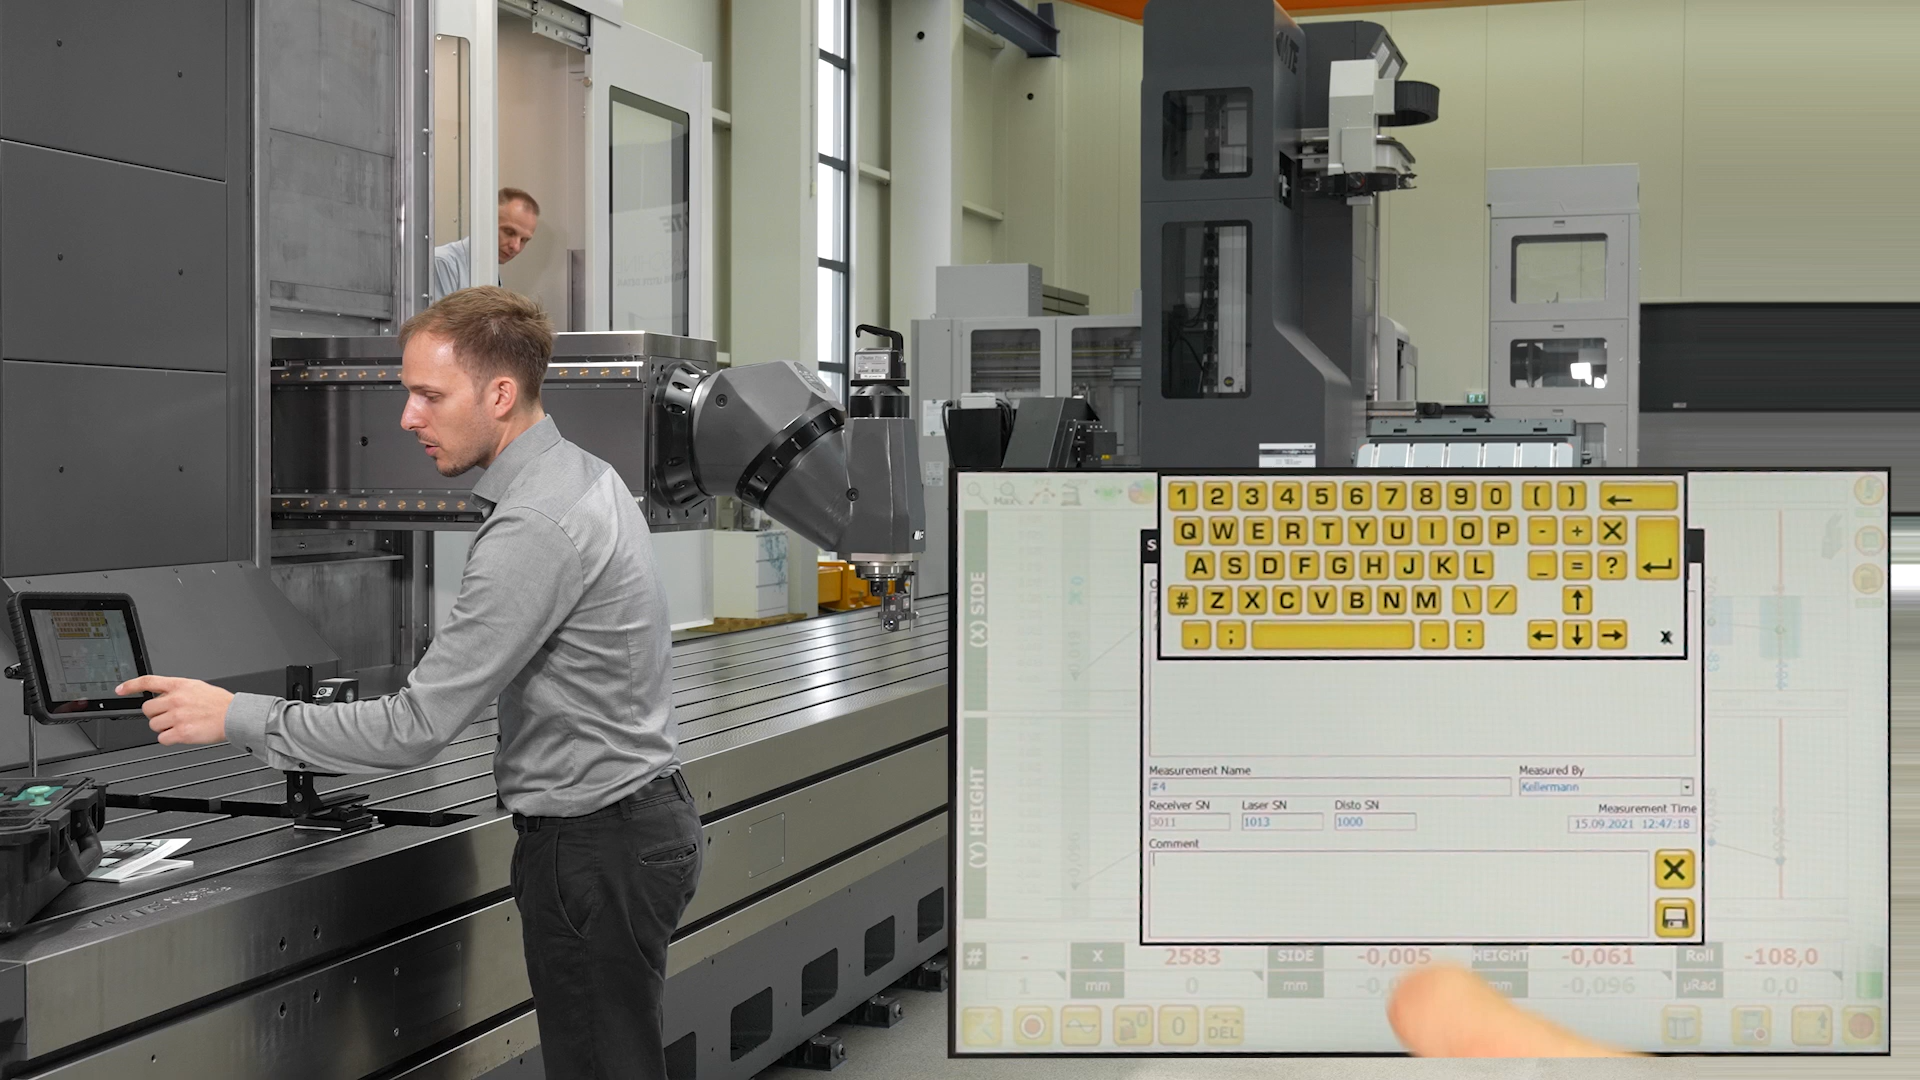 MTE
MTE
1 2 3 4 5 6 7 8 9 0 ( )
Q W E R T Y U I O P - + X
A S D F G H J K L _ = ?
# Z X C V B N M \ /
, ; . :
x
S
(X) SIDE
(Y) HEIGHT
Measurement Name
Measured By
#4
Kellermann
Receiver SN
Laser SN
Disto SN
Measurement Time
3011
1013
1000
15.09.2021 12:47:18
Comment
# - X 2583 SIDE -0,005 HEIGHT -0,061 Roll -108,0
1 mm 0 mm mm -0,096 µRad 0,0
0 DEL